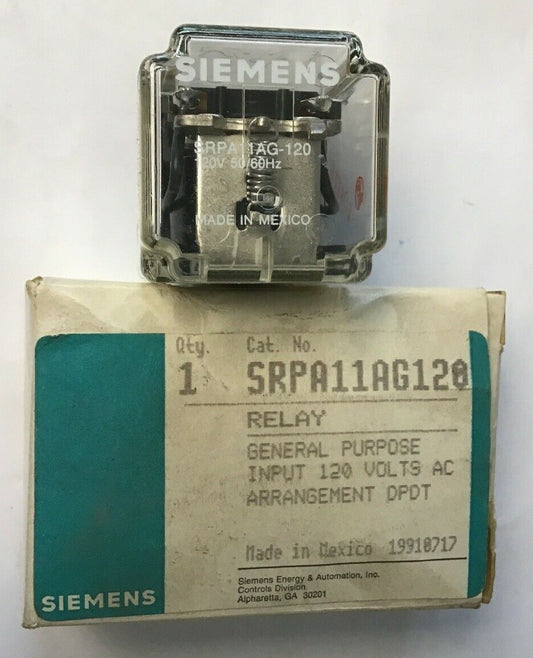 SIEMENS
SRPA11AG-120
120V 50/60Hz
MADE IN MEXICO
Qty. Cat. No.
1 SRPA11AG120
RELAY
GENERAL PURPOSE
INPUT 120 VOLTS AC
ARRANGEMENT DPDT
Made in Mexico 19910717
Siemens Energy & Automation, Inc.
Controls Division
Alpharetta, GA 30201
SIEMENS